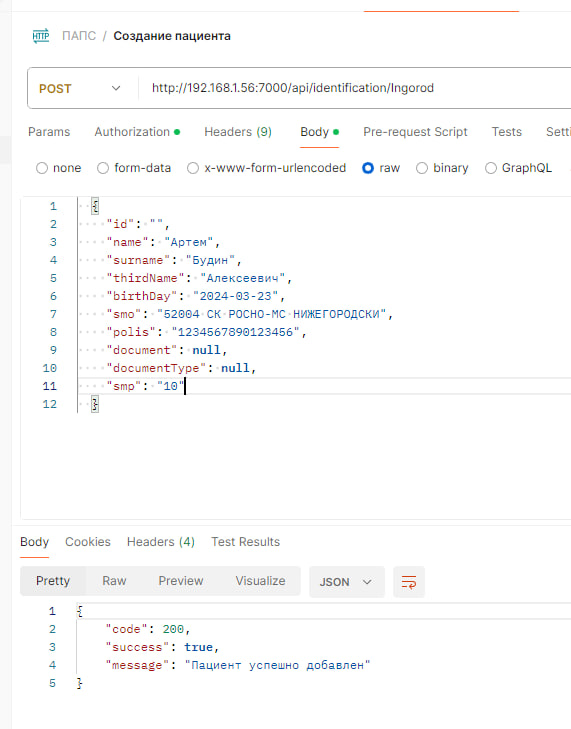 HTTP ПАПС / Создание пациента
POST http://192.168.1.56:7000/api/identification/Ingorod
Params Authorization Headers (9) Body Pre-request Script Tests Setti
none form-data x-www-form-urlencoded raw binary GraphQL
1 {
2 "id": "",
3 "name": "Артем",
4 "surname": "Будин",
5 "thirdName": "Алексеевич",
6 "birthDay": "2024-03-23",
7 "smo": "52004 СК РОСНО-МС НИЖЕГОРОДСКИ",
8 "polis": "1234567890123456",
9 "document": null,
10 "documentType": null,
11 "smp": "10"
12 }
Body Cookies Headers (4) Test Results
Pretty Raw Preview Visualize JSON
1 {
2 "code": 200,
3 "success": true,
4 "message": "Пациент успешно добавлен"
5 }